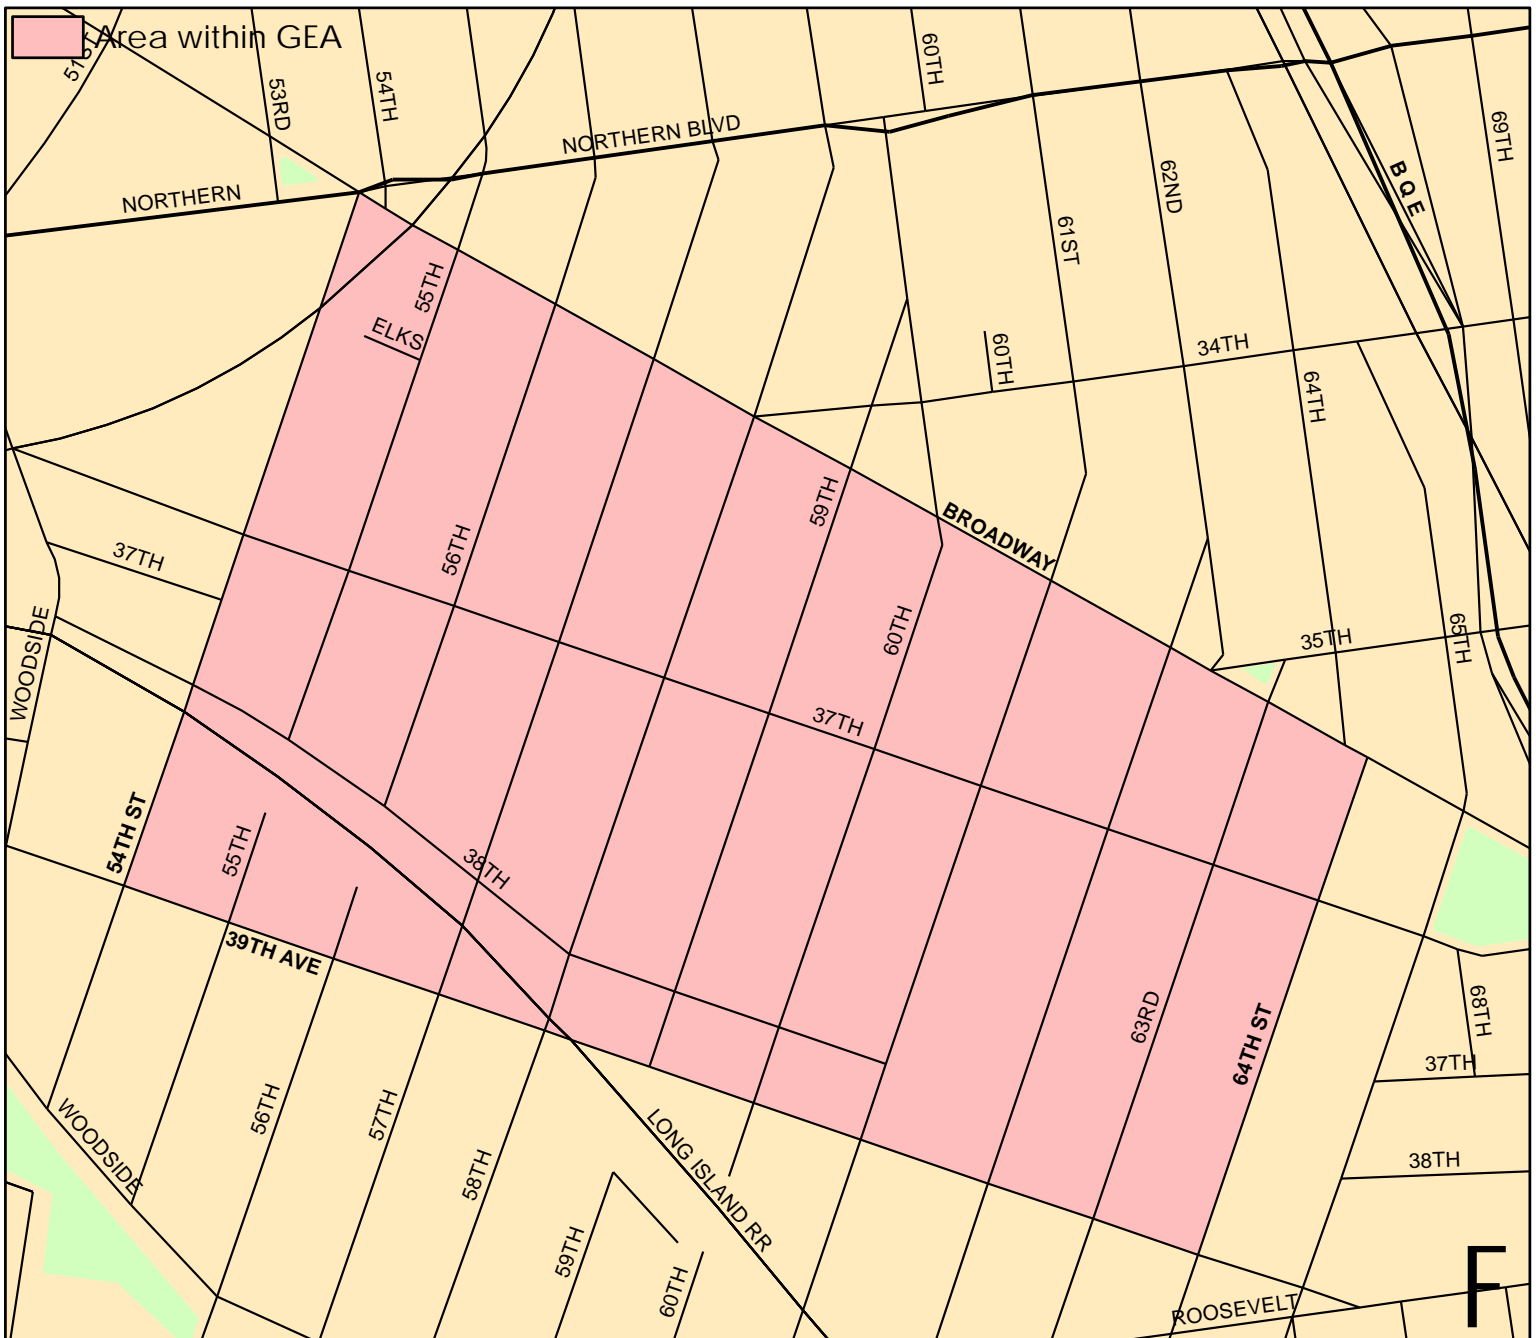 Area within GEA
51ST
53RD
54TH
60TH
69TH
NORTHERN BLVD
NORTHERN
62ND
BQE
61ST
55TH
ELKS
60TH
34TH
64TH
59TH
BROADWAY
56TH
37TH
WOODSIDE
60TH
35TH
65TH
37TH
54TH ST
55TH
38TH
39TH AVE
63RD
64TH ST
68TH
37TH
WOODSIDE
56TH
57TH
58TH
LONG ISLAND RR
38TH
59TH
60TH
ROOSEVELT
F